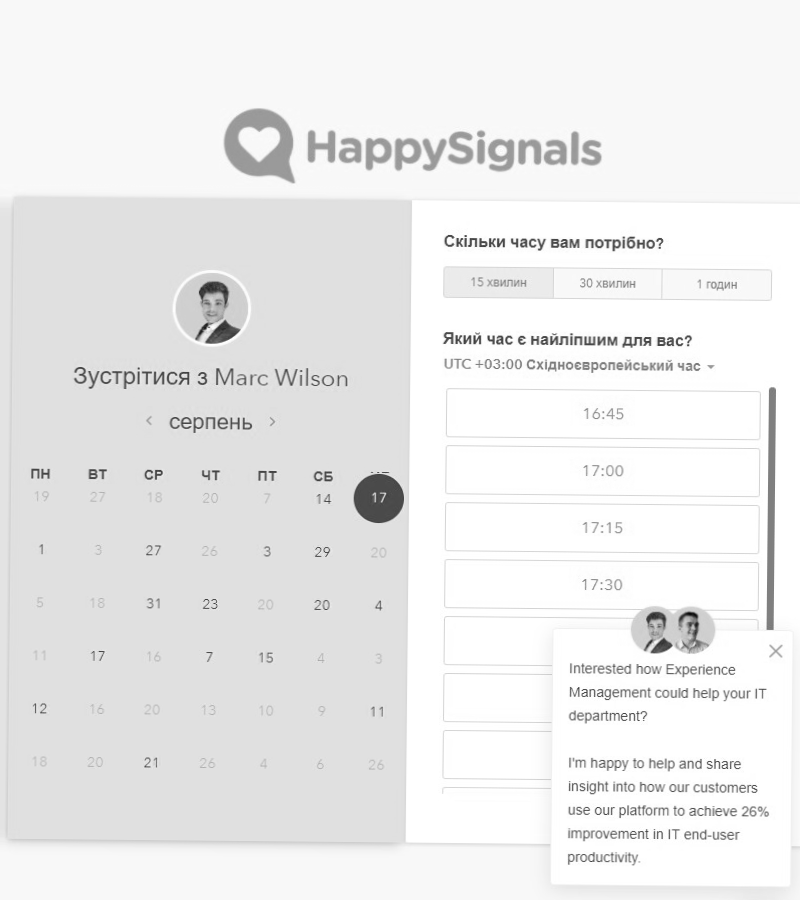 HappySignals
Зустрітися з Marc Wilson
серпень
ПН ВТ СР ЧТ ПТ СБ
19 27 18 20 7 14 17
1 3 27 26 3 29 20
5 18 31 23 20 20 4
11 17 16 7 15 4 3
12 16 20 13 10 9 11
18 20 21 26 4 6 26
Скільки часу вам потрібно?
15 хвилин 30 хвилин 1 годин
Який час є найліпшим для вас?
UTC +03:00 Східноєвропейський час
16:45
17:00
17:15
17:30
Interested how Experience
Management could help your IT
department?
I'm happy to help and share
insight into how our customers
use our platform to achieve 26%
improvement in IT end-user
productivity.